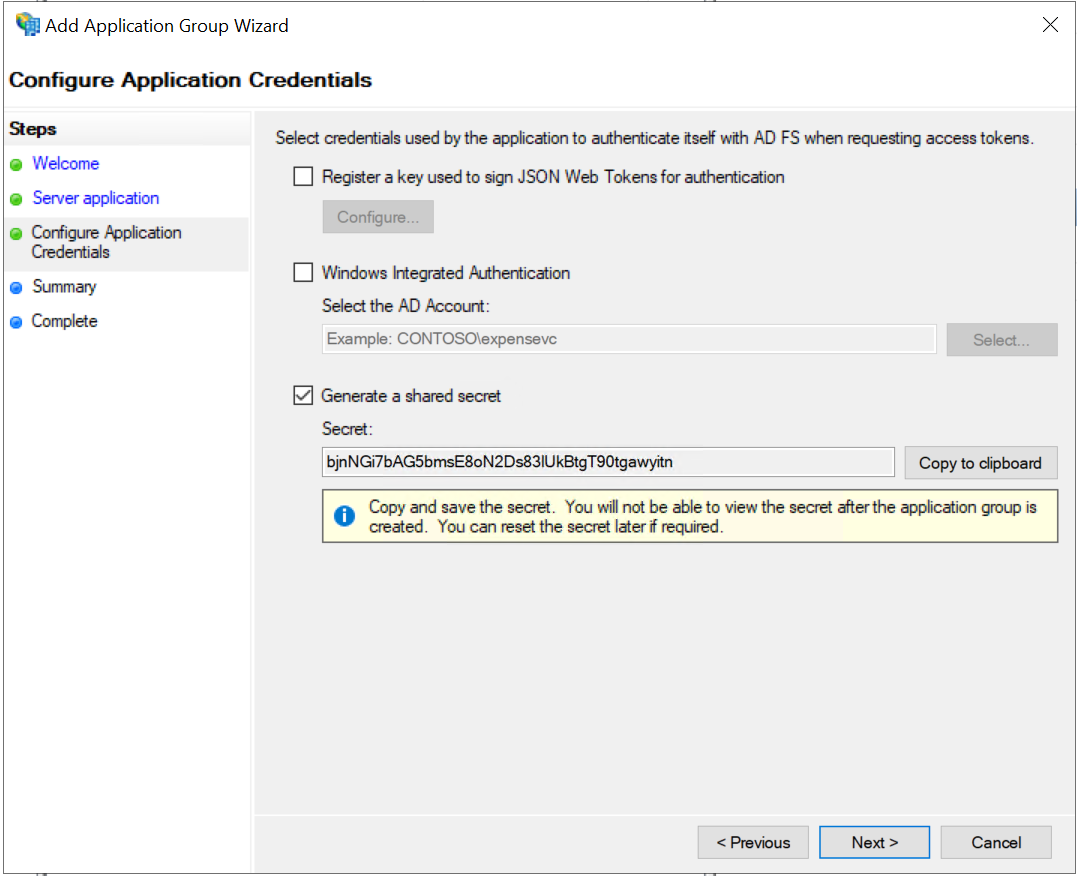 Add Application Group Wizard
Configure Application Credentials
Steps
Welcome
Server application
Configure Application
Credentials
Summary
Complete
Select credentials used by the application to authenticate itself with AD FS when requesting access tokens.
Register a key used to sign JSON Web Tokens for authentication
Configure...
Windows Integrated Authentication
Select the AD Account:
Example: CONTOSO\expensevc
Select...
Generate a shared secret
Secret:
bjnNGi7bAG5bmsE8oN2Ds83lUkBtgT90tgawyitn
Copy to clipboard
Copy and save the secret.  You will not be able to view the secret after the application group is
created.  You can reset the secret later if required.
< Previous
Next >
Cancel